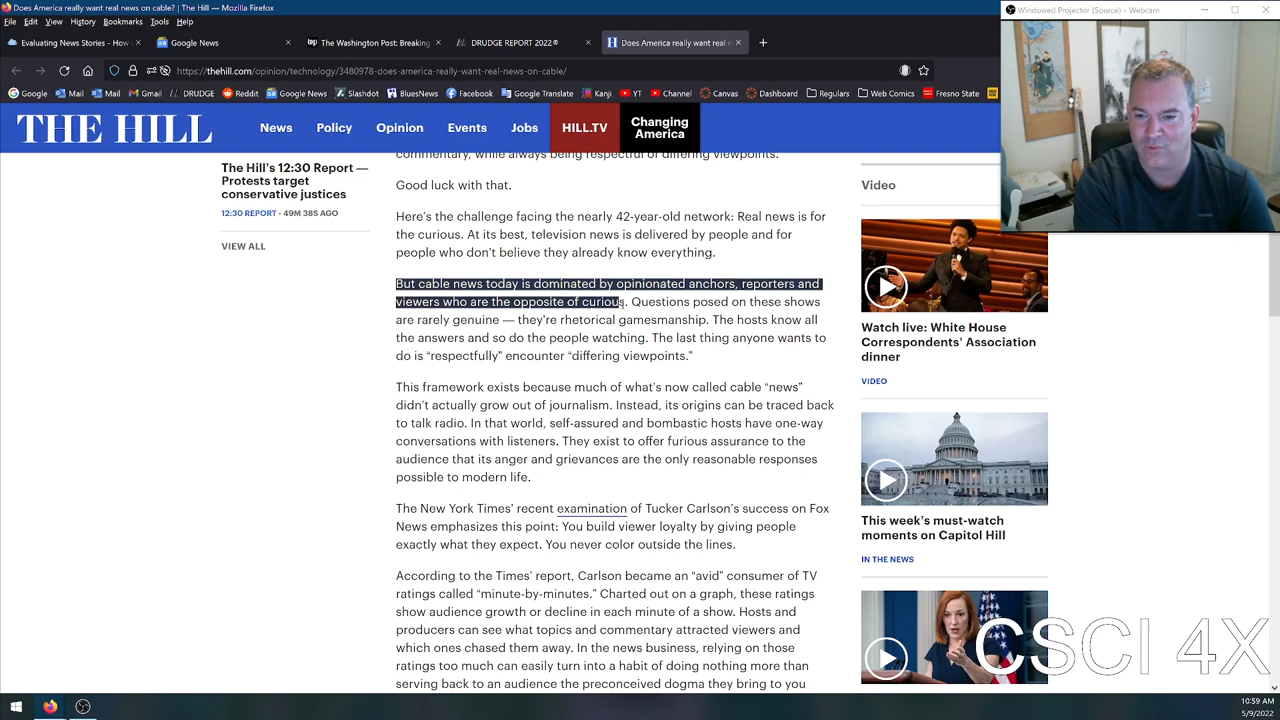 Does America really want real news on cable? | The Hill — Mozilla Firefox
Windowed Projector (Source) - Webcam
File Edit View History Bookmarks Tools Help
Evaluating News Stories - How
Google News
Washington Post: Breaking
DRUDGE REPORT 2022®
Does America really want real n
https://thehill.com/opinion/technology/3480978-does-america-really-want-real-news-on-cable/
Google Mail Mail Gmail DRUDGE Reddit Google News Slashdot BluesNews Facebook Google Translate Kanji YT Channel Canvas Dashboard Regulars Web Comics Fresno State
THE HILL
News Policy Opinion Events Jobs HILL.TV Changing
America
The Hill's 12:30 Report —
Protests target
conservative justices
12:30 REPORT - 49M 38S AGO
VIEW ALL
commentary, while always being respectful of differing viewpoints.
Good luck with that.
Here's the challenge facing the nearly 42-year-old network: Real news is for
the curious. At its best, television news is delivered by people and for
people who don't believe they already know everything.
But cable news today is dominated by opinionated anchors, reporters and
viewers who are the opposite of curious. Questions posed on these shows
are rarely genuine — they're rhetorical gamesmanship. The hosts know all
the answers and so do the people watching. The last thing anyone wants to
do is “respectfully” encounter “differing viewpoints.”
This framework exists because much of what's now called cable “news”
didn't actually grow out of journalism. Instead, its origins can be traced back
to talk radio. In that world, self-assured and bombastic hosts have one-way
conversations with listeners. They exist to offer furious assurance to the
audience that its anger and grievances are the only reasonable responses
possible to modern life.
The New York Times' recent examination of Tucker Carlson's success on Fox
News emphasizes this point: You build viewer loyalty by giving people
exactly what they expect. You never color outside the lines.
According to the Times' report, Carlson became an “avid” consumer of TV
ratings called “minute-by-minutes.” Charted out on a graph, these ratings
show audience growth or decline in each minute of a show. Hosts and
producers can see what topics and commentary attracted viewers and
which ones chased them away. In the news business, relying on those
ratings too much can easily turn into a habit of doing nothing more than
Video
Watch live: White House
Correspondents' Association
dinner
VIDEO
This week's must-watch
moments on Capitol Hill
IN THE NEWS
CSCI 4X
10:59 AM
5/9/2022